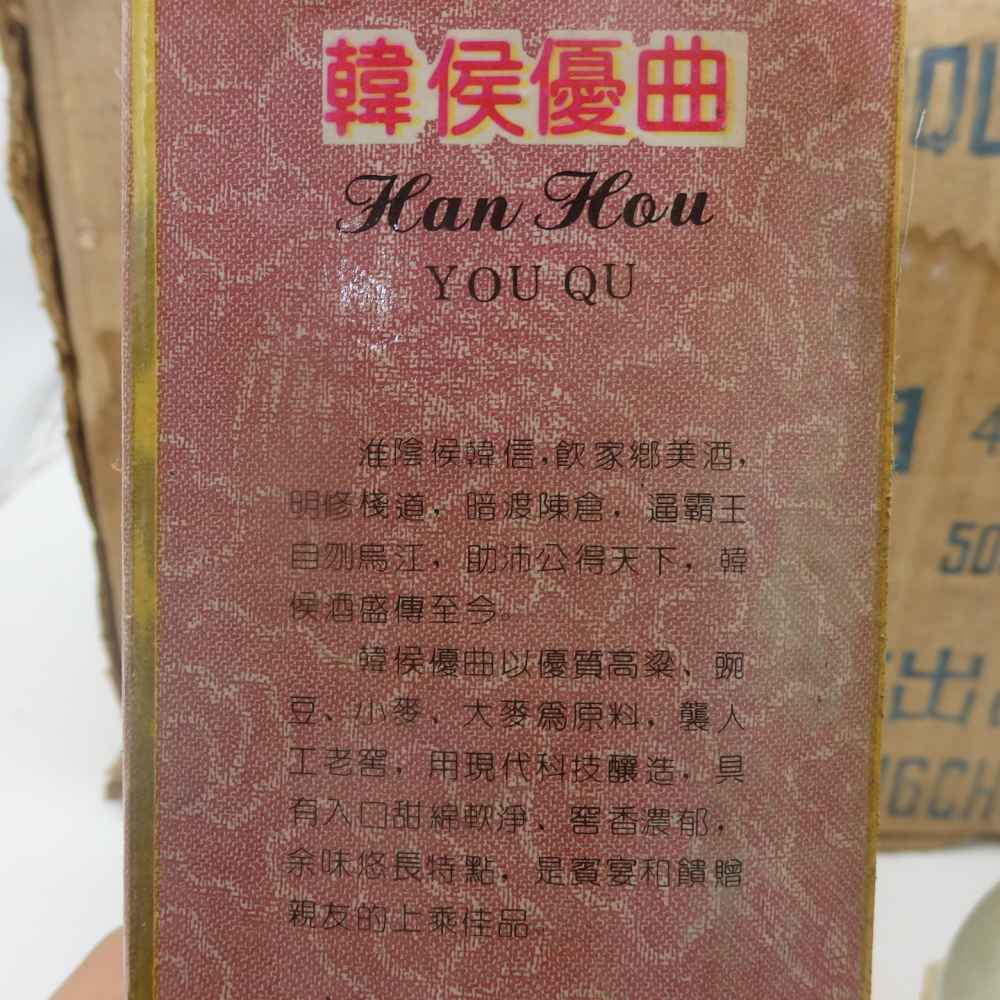 韓侯優曲
Han Hou
YOU QU
淮陰侯韓信,飲家鄉美酒,
明修棧道,暗渡陳倉,逼霸王
自刎烏江,助沛公得天下,韓
侯酒盛傳至今。
韓侯優曲以優質高粱、豌
豆、小麥、大麥為原料,襲人
工老窖,用現代科技釀造,具
有入口甜綿軟淨、窖香濃郁,
余味悠長特點,是賓宴和饋贈
親友的上乘佳品
QU
4
50
出
GCH